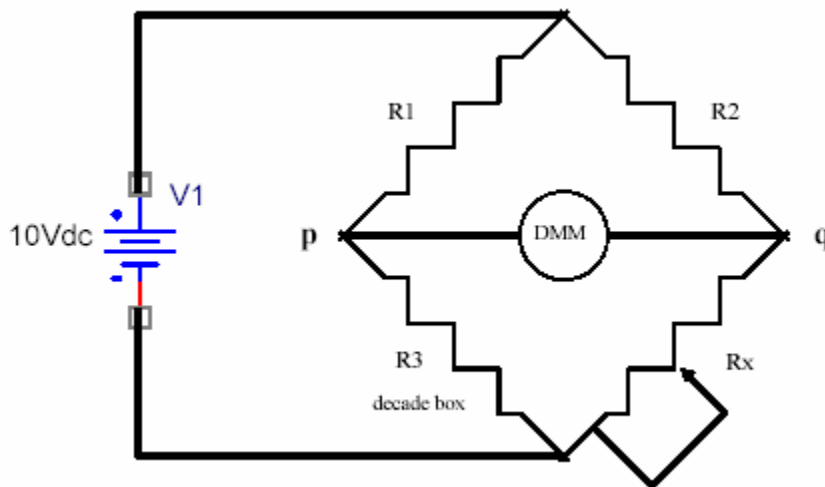 R1
R2
V1
10Vdc
p
DMM
q
R3
Rx
decade box